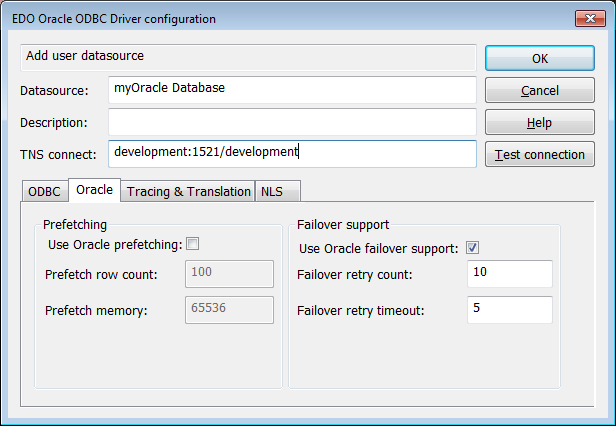 EDO Oracle ODBC Driver configuration
Add user datasource
OK
Datasource: myOracle Database
Cancel
Description:
Help
TNS connect: development:1521/development
Test connection
ODBC Oracle Tracing & Translation NLS
Prefetching
Use Oracle prefetching:
Prefetch row count: 100
Prefetch memory: 65536
Failover support
Use Oracle failover support:
Failover retry count: 10
Failover retry timeout: 5